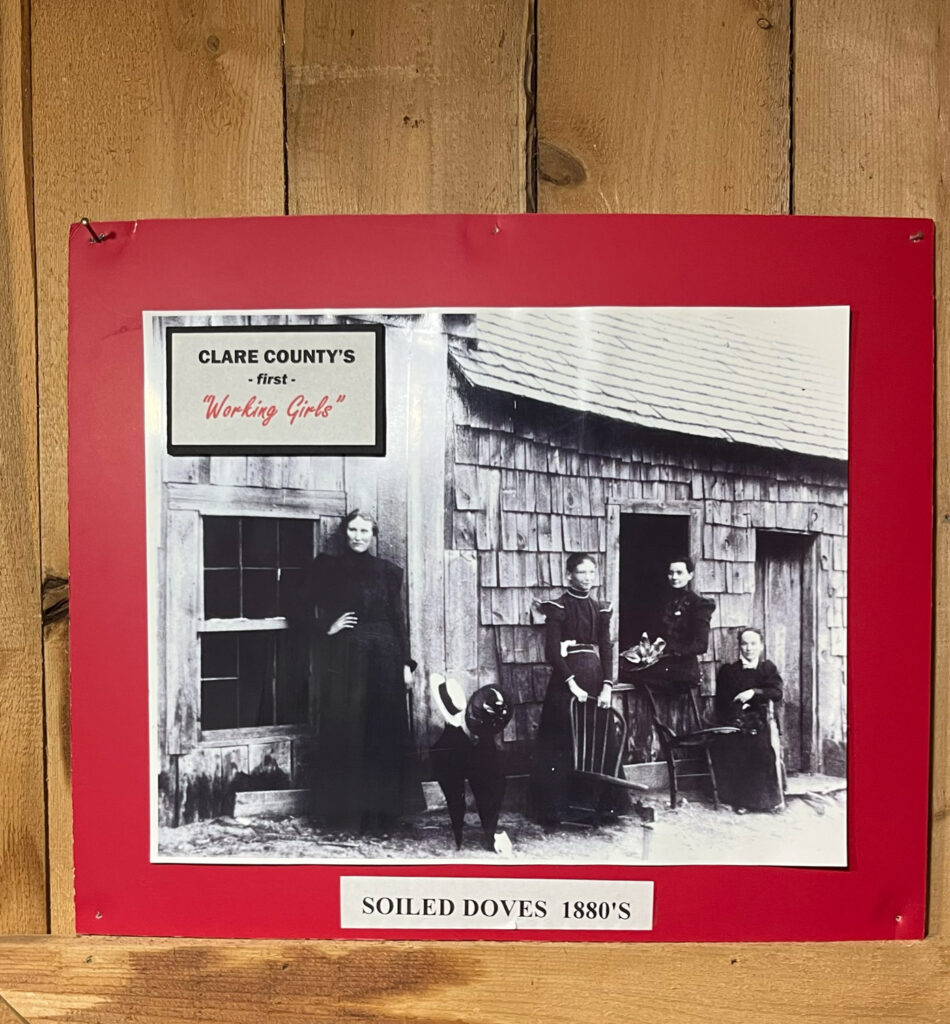 CLARE COUNTY'S
- first -
"Working Girls"
SOILED DOVES 1880'S